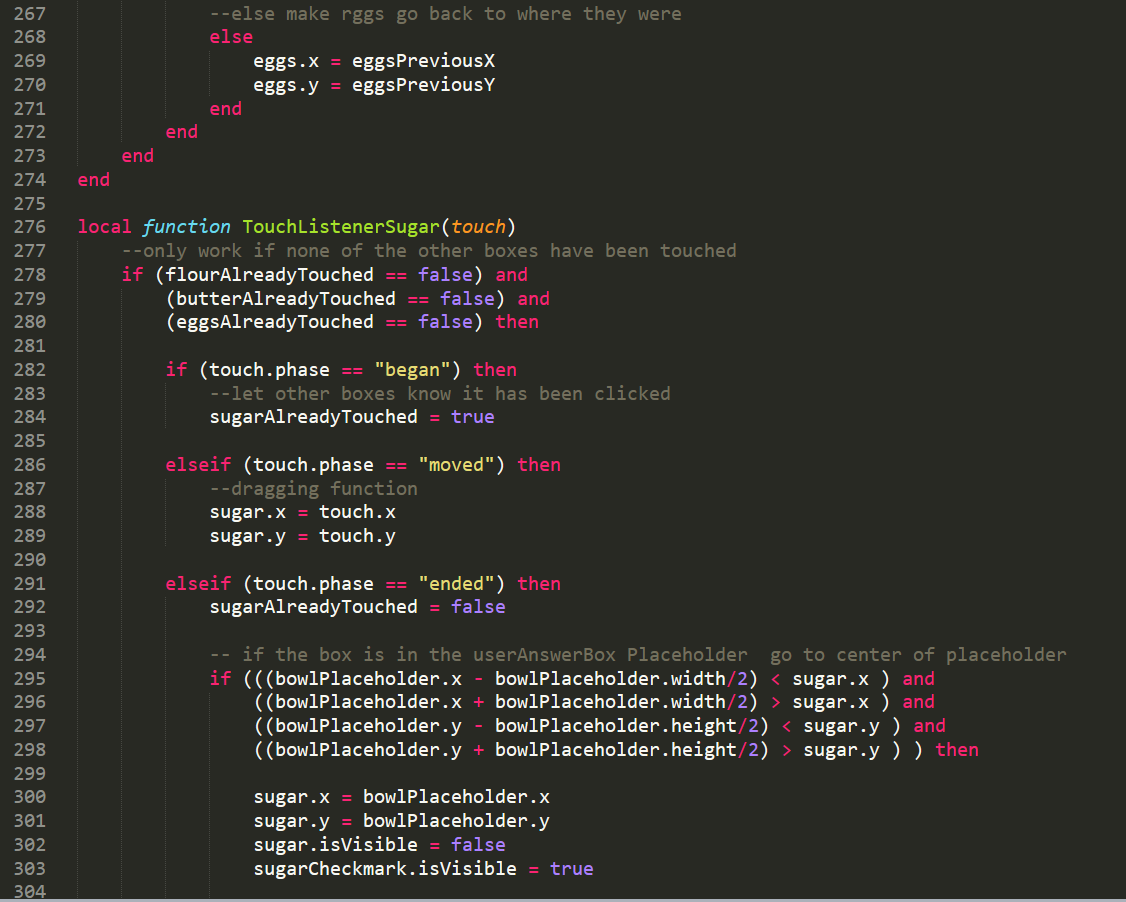 267 --else make rggs go back to where they were
268 else
269 eggs.x = eggsPreviousX
270 eggs.y = eggsPreviousY
271 end
272 end
273 end
274 end
275
276 local function TouchListenerSugar(touch)
277 --only work if none of the other boxes have been touched
278 if (flourAlreadyTouched == false) and
279 (butterAlreadyTouched == false) and
280 (eggsAlreadyTouched == false) then
281
282 if (touch.phase == "began") then
283 --let other boxes know it has been clicked
284 sugarAlreadyTouched = true
285
286 elseif (touch.phase == "moved") then
287 --dragging function
288 sugar.x = touch.x
289 sugar.y = touch.y
290
291 elseif (touch.phase == "ended") then
292 sugarAlreadyTouched = false
293
294 -- if the box is in the userAnswerBox Placeholder  go to center of placeholder
295 if (((bowlPlaceholder.x - bowlPlaceholder.width/2) < sugar.x ) and
296 ((bowlPlaceholder.x + bowlPlaceholder.width/2) > sugar.x ) and
297 ((bowlPlaceholder.y - bowlPlaceholder.height/2) < sugar.y ) and
298 ((bowlPlaceholder.y + bowlPlaceholder.height/2) > sugar.y ) ) then
299
300 sugar.x = bowlPlaceholder.x
301 sugar.y = bowlPlaceholder.y
302 sugar.isVisible = false
303 sugarCheckmark.isVisible = true
304